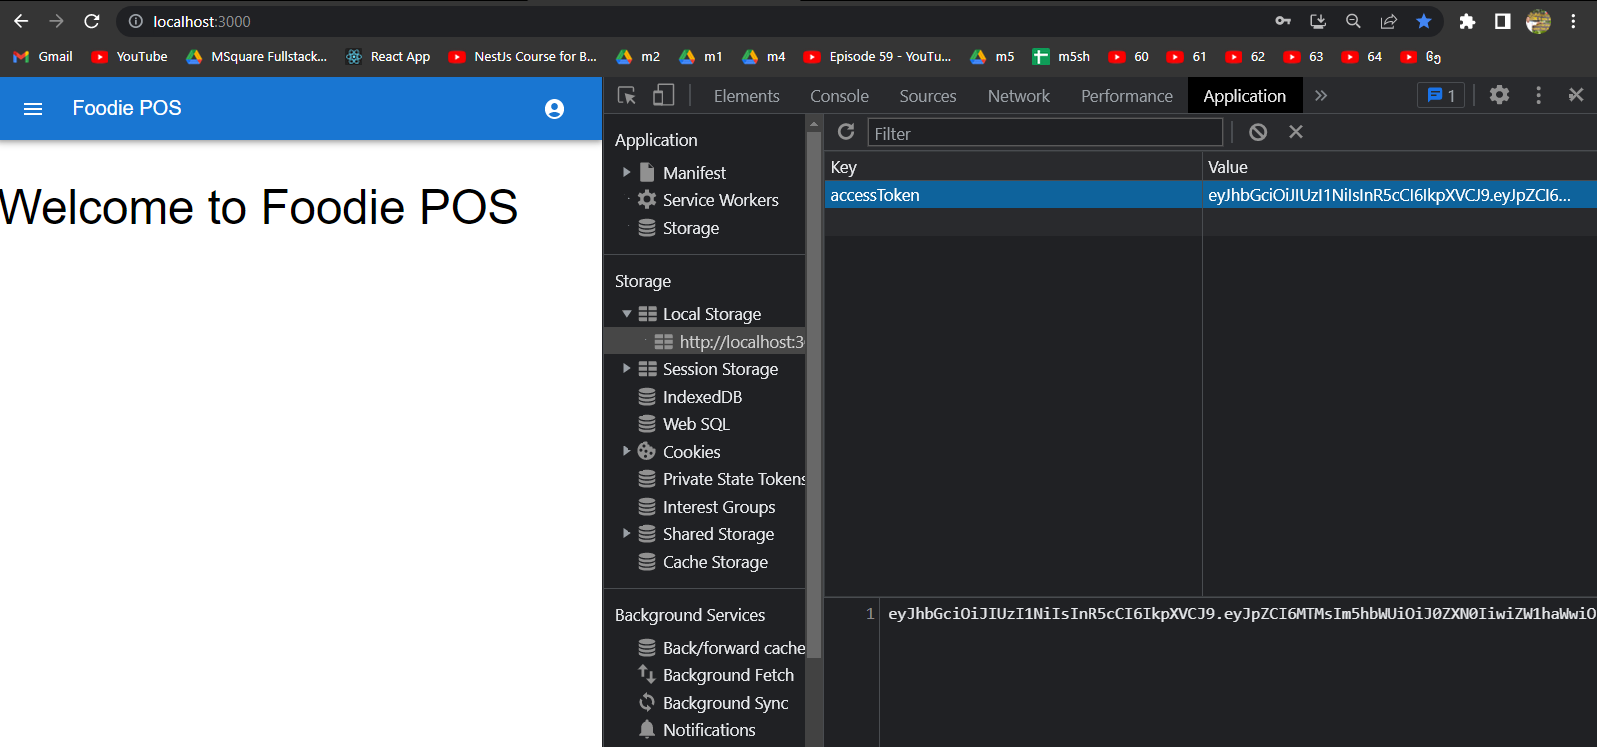 localhost:3000
Gmail YouTube MSquare Fullstack... React App NestJs Course for B... m2 m1 m4 Episode 59 - YouTu... m5 m5sh 60 61 62 63 64
Foodie POS
Welcome to Foodie POS
Elements Console Sources Network Performance Application » 1
Application
Manifest
Service Workers
Storage
Storage
Local Storage
http://localhost:3
Session Storage
IndexedDB
Web SQL
Cookies
Private State Tokens
Interest Groups
Shared Storage
Cache Storage
Background Services
Back/forward cache
Background Fetch
Background Sync
Notifications
Filter
Key Value
accessToken eyJhbGciOiJIUzI1NiIsInR5cCI6IkpXVCJ9.eyJpZCI6...
1 eyJhbGciOiJIUzI1NiIsInR5cCI6IkpXVCJ9.eyJpZCI6MTMsIm5hbWUiOiJ0ZXN0IiwiZW1haWwiO